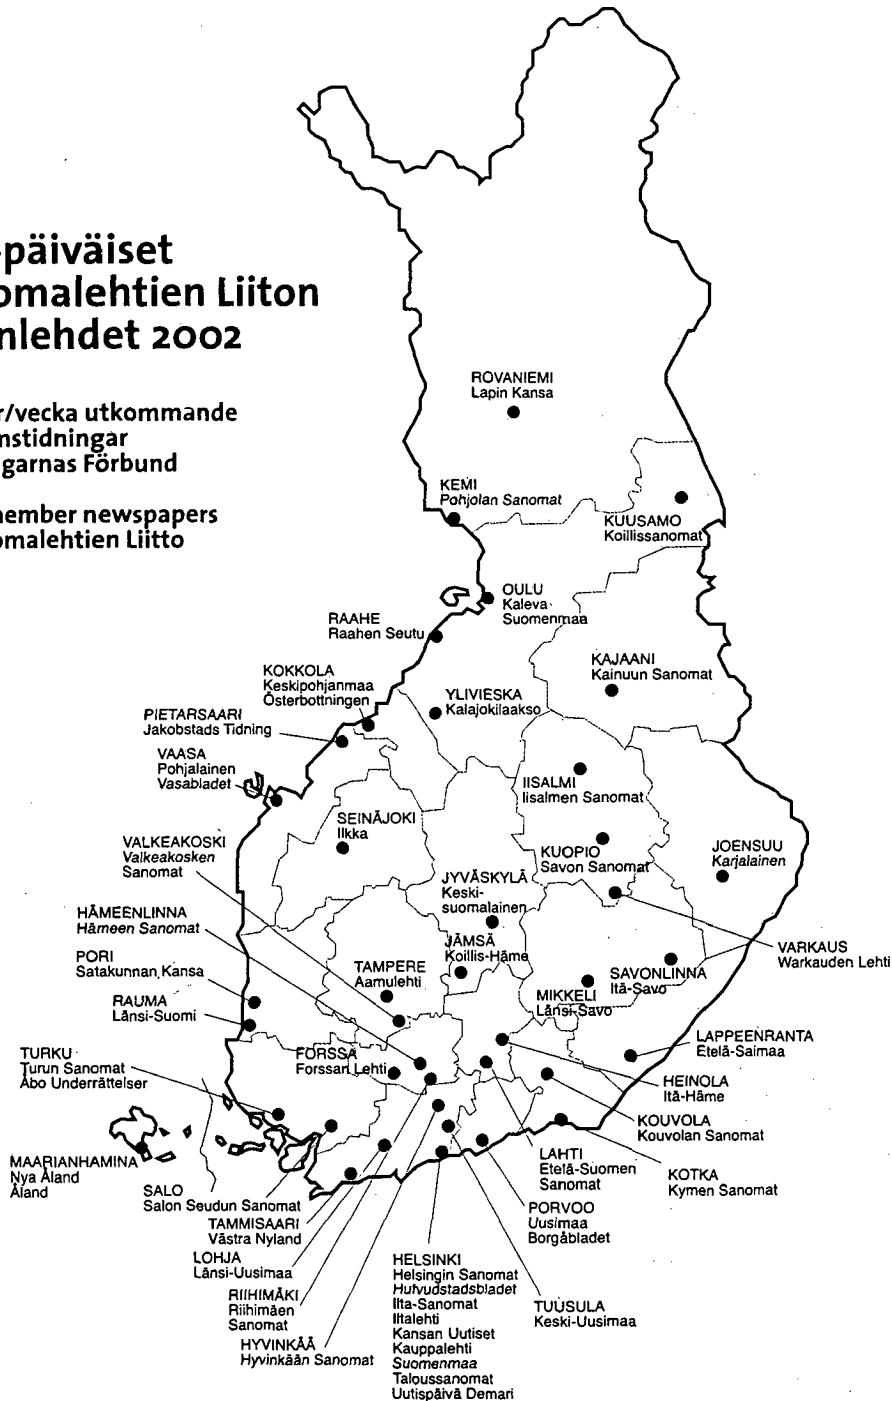 -päiväiset
omalehtien Liiton
nlehdet 2002
r/vecka utkommande
mstidningar
garnas Förbund
member newspapers
omalehtien Liitto
ROVANIEMI
Lapin Kansa
KEMI
Pohjolan Sanomat
KUUSAMO
Koillissanomat
OULU
Kaleva
Suomenmaa
RAAHE
Raahen Seutu
KAJAANI
Kainuun Sanomat
KOKKOLA
Keskipohjanmaa
Österbottningen
YLIVIESKA
Kalajokilaakso
PIETARSAARI
Jakobstads Tidning
VAASA
Pohjalainen
Vasabladet
IISALMI
Iisalmen Sanomat
SEINÄJOKI
Ilkka
VALKEAKOSKI
Valkeakosken
Sanomat
KUOPIO
Savon Sanomat
JOENSUU
Karjalainen
JYVÄSKYLÄ
Keski-
suomalainen
HÄMEENLINNA
Hämeen Sanomat
JÄMSÄ
Koillis-Häme
VARKAUS
Warkauden Lehti
PORI
Satakunnan Kansa
TAMPERE
Aamulehti
SAVONLINNA
Itä-Savo
MIKKELI
Länsi-Savo
RAUMA
Länsi-Suomi
LAPPEENRANTA
Etelä-Saimaa
TURKU
Turun Sanomat
Åbo Underrättelser
FORSSA
Forssan Lehti
HEINOLA
Itä-Häme
KOUVOLA
Kouvolan Sanomat
LAHTI
Etelä-Suomen
Sanomat
KOTKA
Kymen Sanomat
MAARIANHAMINA
Nya Åland
Åland
SALO
Salon Seudun Sanomat
PORVOO
Uusimaa
Borgåbladet
TAMMISAARI
Västra Nyland
LOHJA
Länsi-Uusimaa
HELSINKI
Helsingin Sanomat
Hufvudstadsbladet
Ilta-Sanomat
Iltalehti
Kansan Uutiset
Kauppalehti
Suomenmaa
Taloussanomat
Uutispäivä Demari
RIIHIMÄKI
Riihimäen
Sanomat
TUUSULA
Keski-Uusimaa
HYVINKÄÄ
Hyvinkään Sanomat